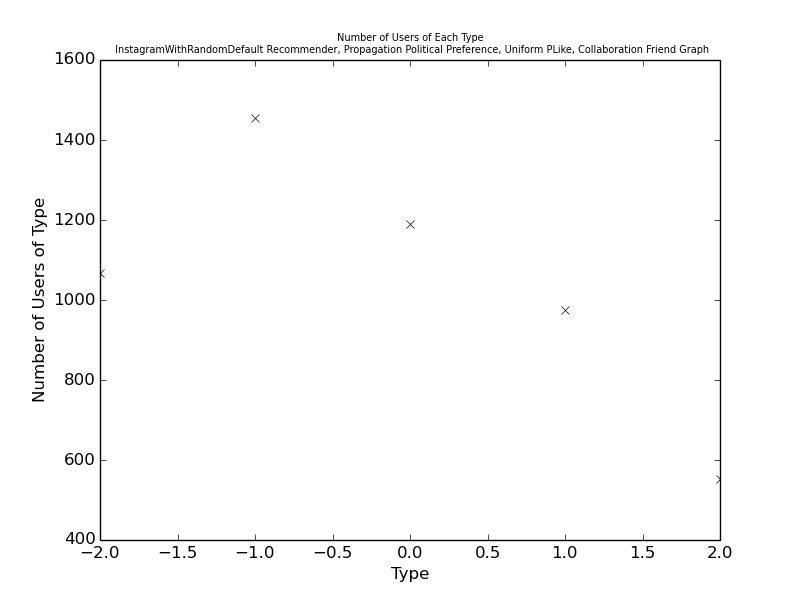 Number of Users of Each Type
InstagramWithRandomDefault Recommender, Propagation Political Preference, Uniform PLike, Collaboration Friend Graph
1600
1400
1200
1000
800
600
400
Number of Users of Type
−2.0 −1.5 −1.0 −0.5 0.0 0.5 1.0 1.5 2.0
Type